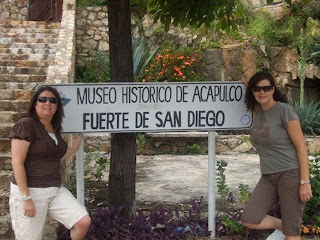 MUSEO HISTORICO DE ACAPULCO
FUERTE DE SAN DIEGO